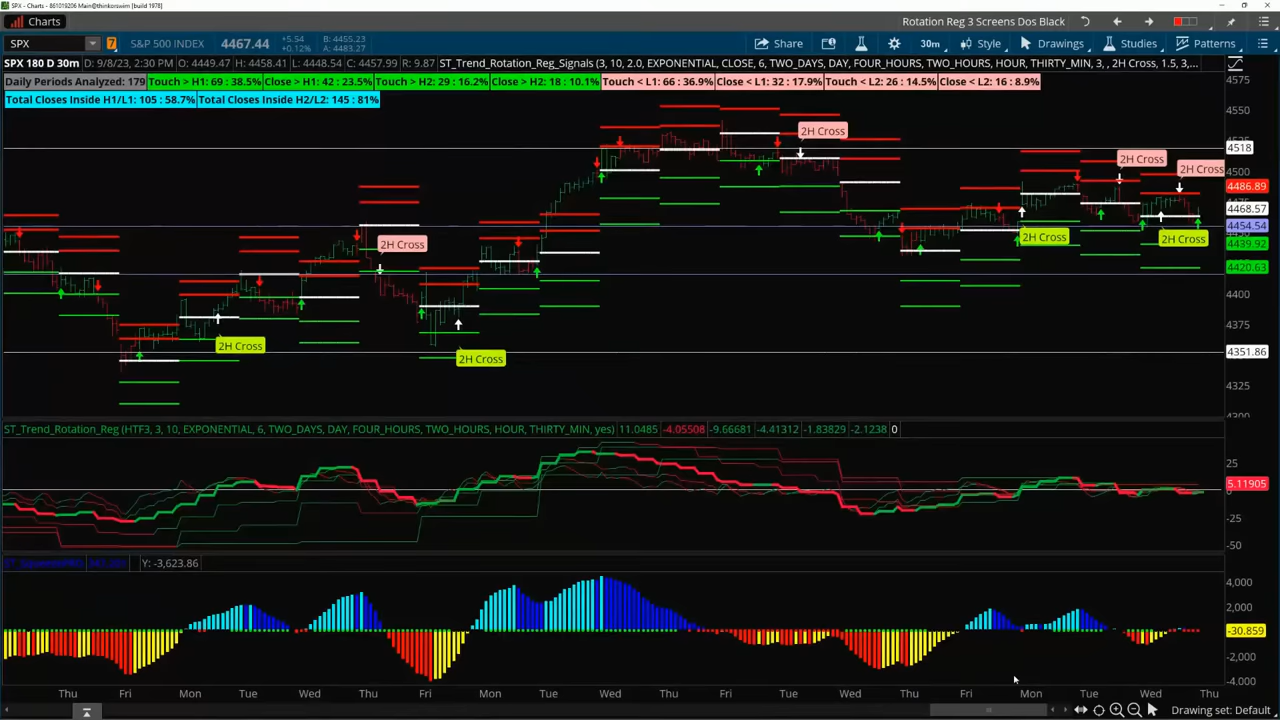 SPX - Charts - 861019206 Main@thinkorswim [build 1978]
Charts
Rotation Reg 3 Screens Dos Black
SPX
7
S&P 500 INDEX
4467.44
+5.54
+0.12%
B: 4455.23
A: 4483.27
Share
30m
Style
Drawings
Studies
Patterns
SPX 180 D 30m
D: 9/8/23, 2:30 PM
O: 4449.47
H: 4458.41
L: 4448.54
C: 4457.99
R: 9.87
ST_Trend_Rotation_Reg_Signals (3, 10, 2.0, EXPONENTIAL, CLOSE, 6, TWO_DAYS, DAY, FOUR_HOURS, TWO_HOURS, HOUR, THIRTY_MIN, 3, , 2H Cross, 1.5, 3,...
Daily Periods Analyzed: 179
Touch > H1: 69 : 38.5%
Close > H1: 42 : 23.5%
Touch > H2: 29 : 16.2%
Close > H2: 18 : 10.1%
Touch < L1: 66 : 36.9%
Close < L1: 32 : 17.9%
Touch < L2: 26 : 14.5%
Close < L2: 16 : 8.9%
Total Closes Inside H1/L1: 105 : 58.7%
Total Closes Inside H2/L2: 145 : 81%
4575
4550
4518
4500
4486.89
4468.57
4454.54
4439.92
4420.63
4400
4375
4351.86
4325
4300
2H Cross
2H Cross
2H Cross
2H Cross
2H Cross
2H Cross
2H Cross
2H Cross
ST_Trend_Rotation_Reg (HTF3, 3, 10, EXPONENTIAL, 6, TWO_DAYS, DAY, FOUR_HOURS, TWO_HOURS, HOUR, THIRTY_MIN, yes)
11.0485
-4.05508
-9.66681
-4.41312
-1.83829
-2.1238
0
25
5.11905
0
-25
-50
Y: -3,623.86
4,000
2,000
-30.859
-2,000
-4,000
Thu Fri Mon Tue Wed Thu Fri Mon Tue Wed Thu Fri Tue Wed Thu Fri Mon Tue Wed Thu
Drawing set: Default